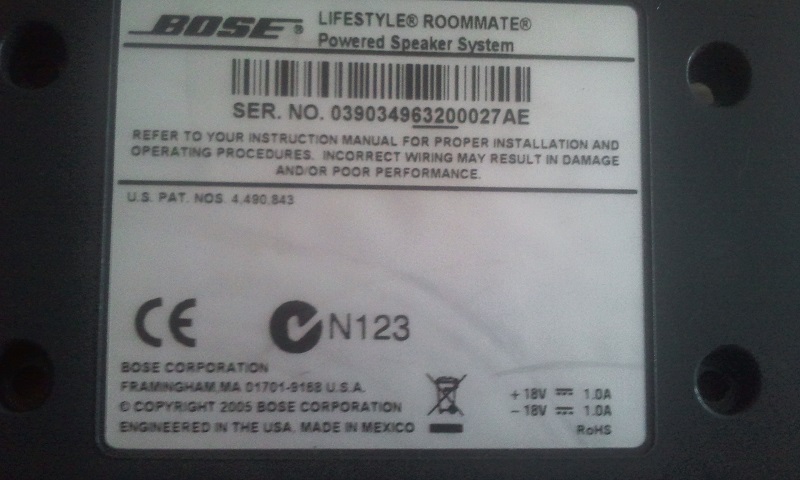 BOSE® LIFESTYLE® ROOMMATE®
Powered Speaker System
SER. NO. 039034963200027AE
REFER TO YOUR INSTRUCTION MANUAL FOR PROPER INSTALLATION AND
OPERATING PROCEDURES. INCORRECT WIRING MAY RESULT IN DAMAGE
AND/OR POOR PERFORMANCE.
U.S. PAT. NOS. 4,490,843
CE N123
BOSE CORPORATION
FRAMINGHAM, MA 01701-9168 U.S.A.
© COPYRIGHT 2005 BOSE CORPORATION
ENGINEERED IN THE USA. MADE IN MEXICO
+ 18V 1.0A
- 18V 1.0A
RoHS